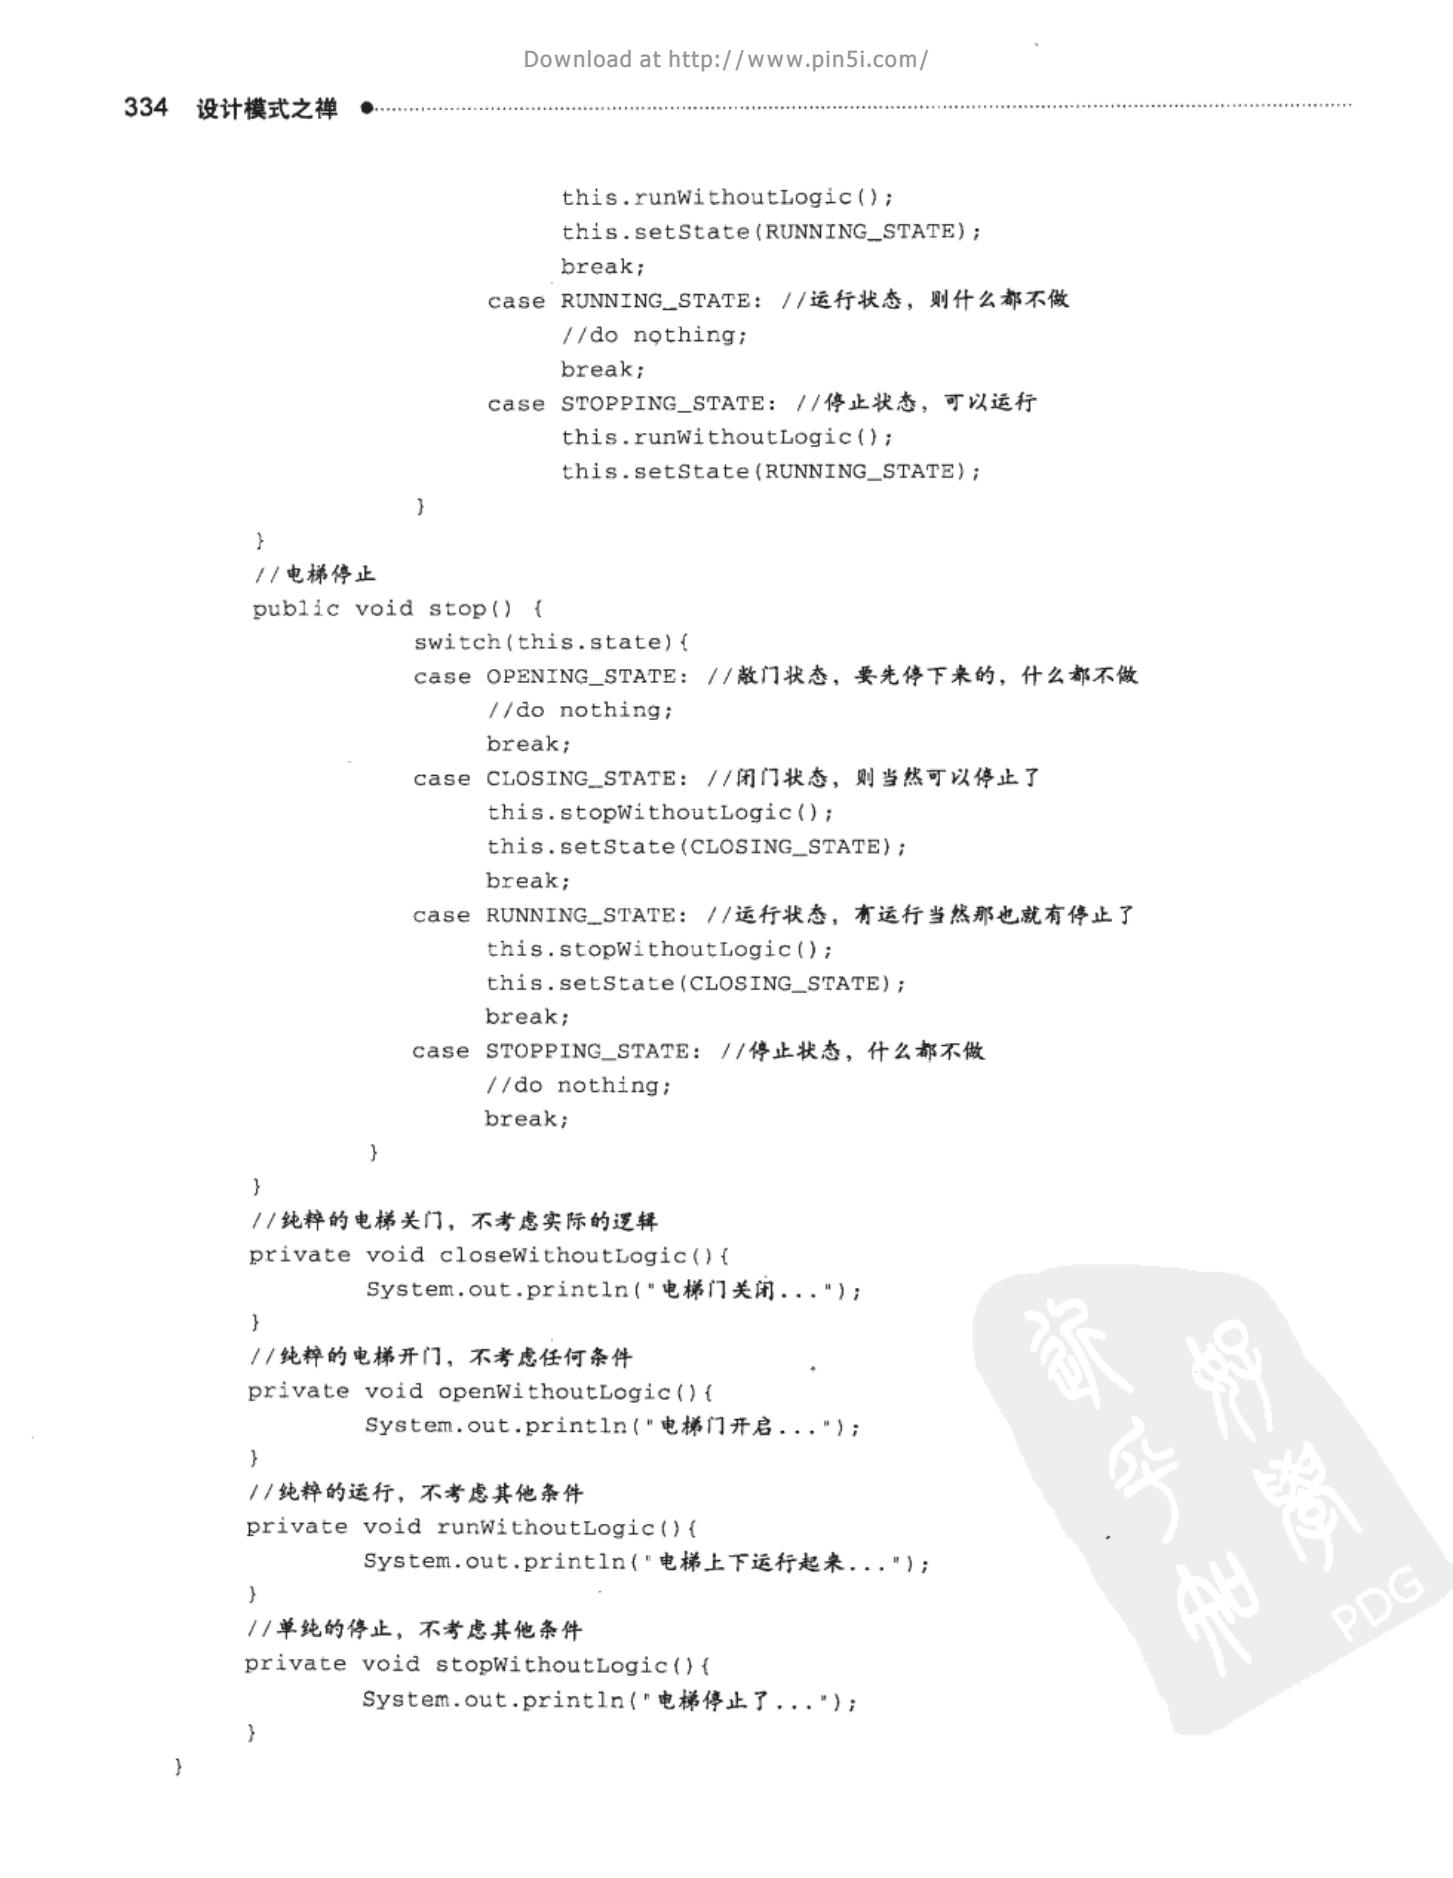 Download at http://www.pin5i.com/
334 设计模式之禅
this.runWithoutLogic();
this.setState(RUNNING_STATE);
break;
case RUNNING_STATE: //运行状态，则什么都不做
//do nothing;
break;
case STOPPING_STATE: //停止状态，可以运行
this.runWithoutLogic();
this.setState(RUNNING_STATE);
}
}
//电梯停止
public void stop() {
switch(this.state){
case OPENING_STATE: //敞门状态，要先停下来的，什么都不做
//do nothing;
break;
case CLOSING_STATE: //闭门状态，则当然可以停止了
this.stopWithoutLogic();
this.setState(CLOSING_STATE);
break;
case RUNNING_STATE: //运行状态，有运行当然那也就有停止了
this.stopWithoutLogic();
this.setState(CLOSING_STATE);
break;
case STOPPING_STATE: //停止状态，什么都不做
//do nothing;
break;
}
}
//纯粹的电梯关门，不考虑实际的逻辑
private void closeWithoutLogic(){
System.out.println("电梯门关闭...");
}
//纯粹的电梯开门，不考虑任何条件
private void openWithoutLogic(){
System.out.println("电梯门开启...");
}
//纯粹的运行，不考虑其他条件
private void runWithoutLogic(){
System.out.println("电梯上下运行起来...");
}
//单纯的停止，不考虑其他条件
private void stopWithoutLogic(){
System.out.println("电梯停止了...");
}
}
PDG